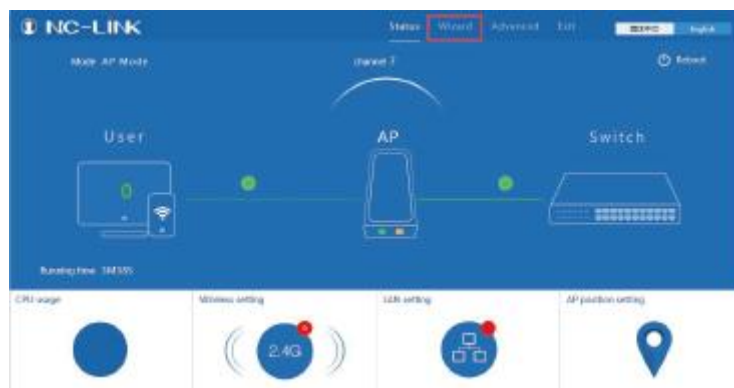 NC-LINK
Status Wizard Advanced Exit English
Mode AP Mode
channel 7
Reboot
User
AP
Switch
0
Running time
CPU usage
Wireless setting
LAN setting
AP position setting
2.4G